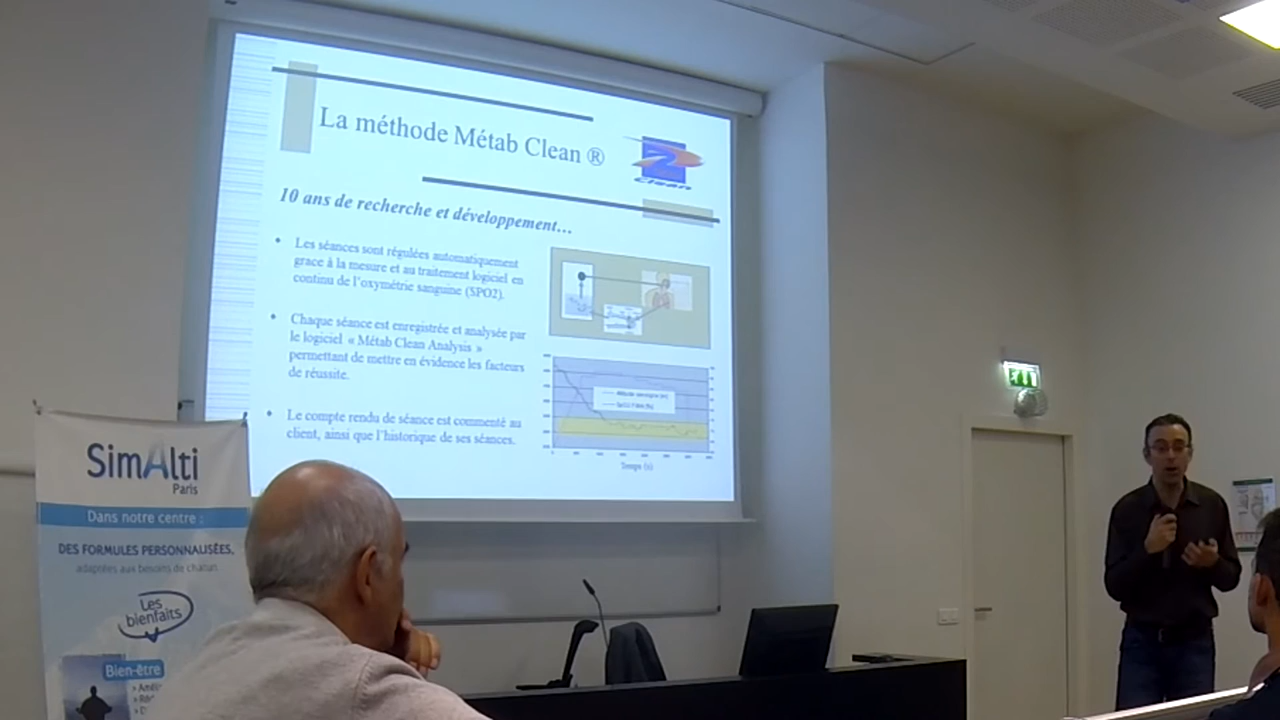 La méthode Métab Clean ®
2
Clean
10 ans de recherche et développement…
• Les séances sont régulées automatiquement
grace à la mesure et au traitement logiciel en
continu de l'oxymétrie sanguine (SPO2).
• Chaque séance est enregistrée et analysée par
le logiciel « Métab Clean Analysis »
permettant de mettre en évidence les facteurs
de réussite.
• Le compte rendu de séance est commenté au
client, ainsi que l'historique de ses séances.
Temps (s)
SimAlti
Paris
Dans notre centre :
DES FORMULES PERSONNALISÉES,
adaptées aux besoins de chacun
Les
bienfaits
Bien-être